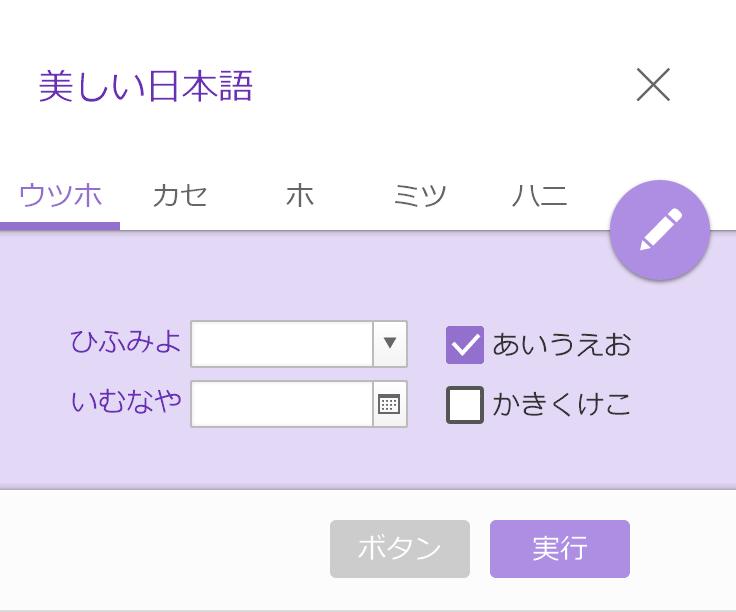 美しい日本語
ウツホ カセ ホ ミツ ハニ
ひふみよ あいうえお
いむなや かきくけこ
ボタン 実行